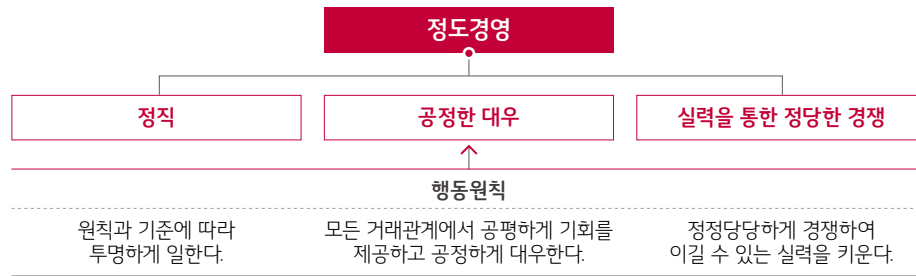 정도경영
정직
공정한 대우
실력을 통한 정당한 경쟁
행동원칙
원칙과 기준에 따라
투명하게 일한다.
모든 거래관계에서 공평하게 기회를
제공하고 공정하게 대우한다.
정정당당하게 경쟁하여
이길 수 있는 실력을 키운다.